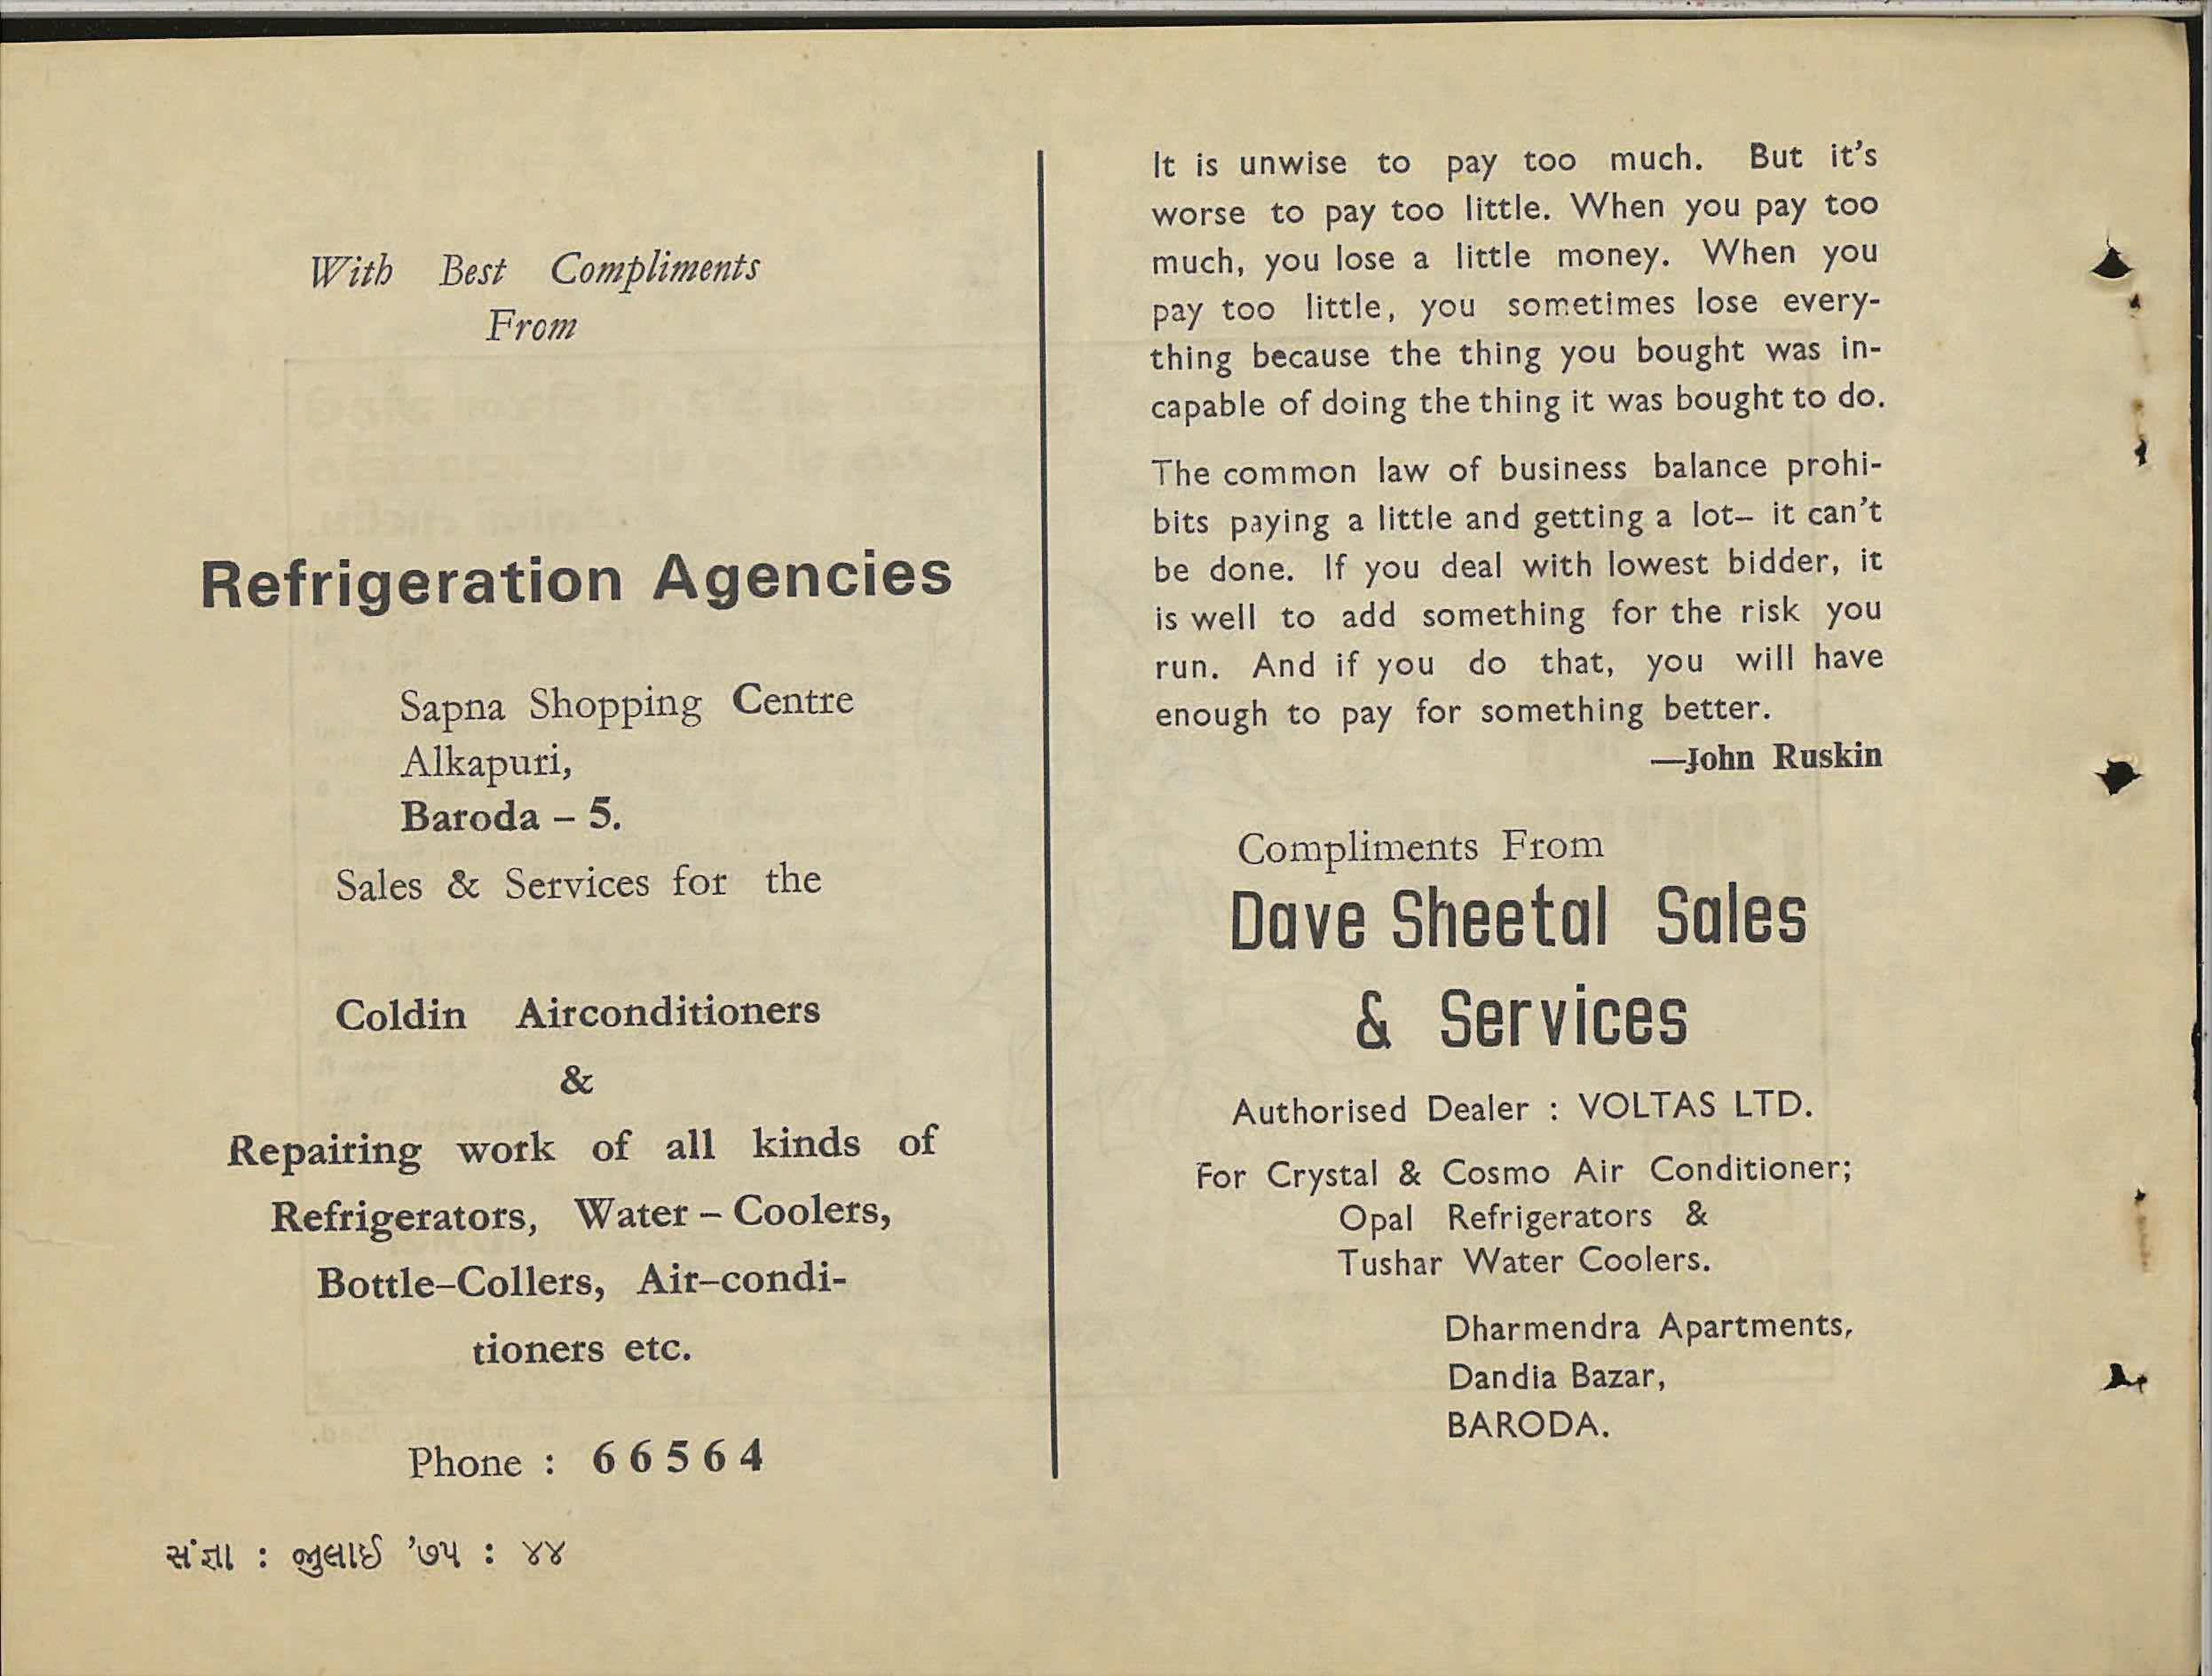 With Best Compliments
From
Refrigeration Agencies
Sapna Shopping Centre
Alkapuri,
Baroda – 5.
Sales & Services for the
Coldin Airconditioners
&
Repairing work of all kinds of
Refrigerators, Water – Coolers,
Bottle–Collers, Air–condi-
tioners etc.
Phone : 66564
સંજ્ઞા : જુલાઈ ’૭૫ : ૪૪
It is unwise to pay too much. But it's
worse to pay too little. When you pay too
much, you lose a little money. When you
pay too little, you sometimes lose every-
thing because the thing you bought was in-
capable of doing the thing it was bought to do.
The common law of business balance prohi-
bits paying a little and getting a lot– it can't
be done. If you deal with lowest bidder, it
is well to add something for the risk you
run. And if you do that, you will have
enough to pay for something better.
—John Ruskin
Compliments From
Dave Sheetal Sales
& Services
Authorised Dealer : VOLTAS LTD.
For Crystal & Cosmo Air Conditioner;
Opal Refrigerators &
Tushar Water Coolers.
Dharmendra Apartments,
Dandia Bazar,
BARODA.